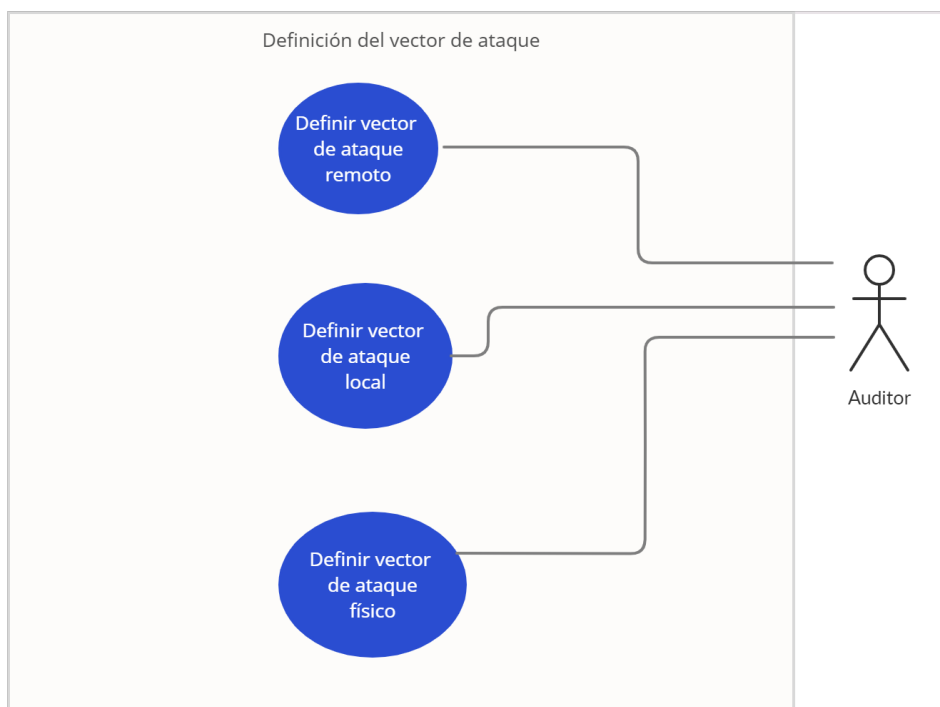 Definición del vector de ataque
Definir vector
de ataque
remoto
Definir vector
de ataque
local
Auditor
Definir vector
de ataque
físico